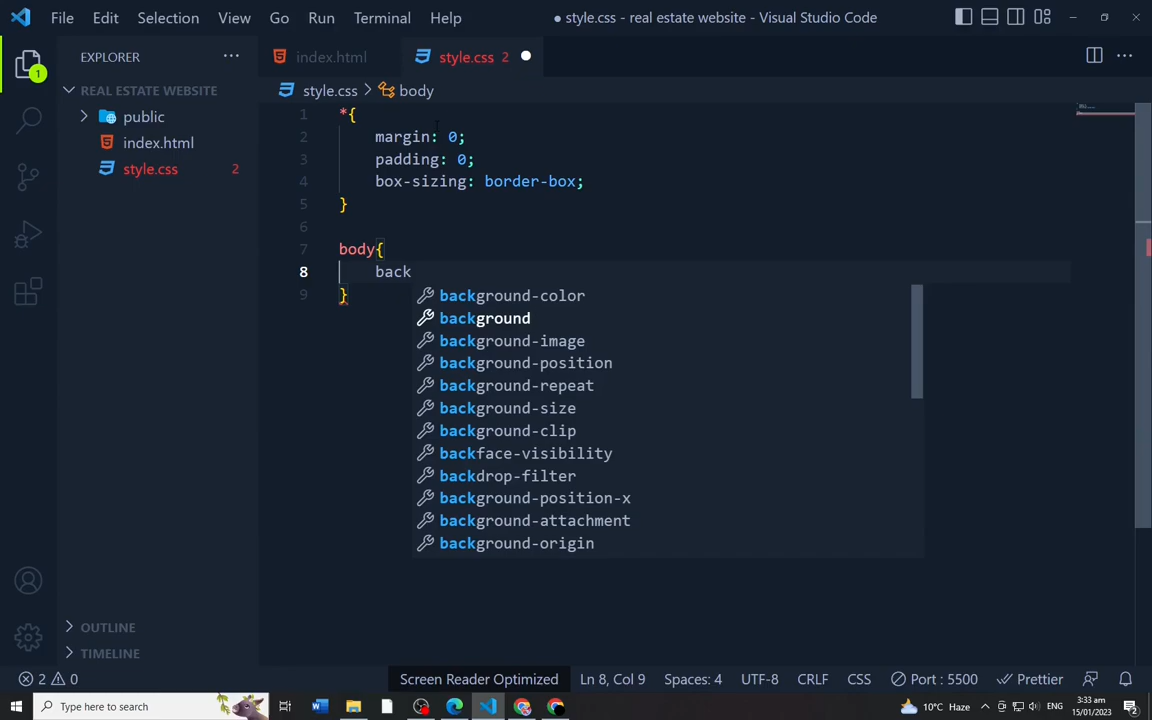 File Edit Selection View Go Run Terminal Help
● style.css - real estate website - Visual Studio Code
EXPLORER
index.html
style.css 2
REAL ESTATE WEBSITE
style.css > body
public
index.html
style.css 2
1 *{
2 margin: 0;
3 padding: 0;
4 box-sizing: border-box;
5 }
6
7 body{
8 back
9 }
background-color
background
background-image
background-position
background-repeat
background-size
background-clip
backface-visibility
backdrop-filter
background-position-x
background-attachment
background-origin
1
OUTLINE
TIMELINE
2 0 Screen Reader Optimized Ln 8, Col 9 Spaces: 4 UTF-8 CRLF CSS Port : 5500 Prettier
Type here to search
10°C Haze ENG
3:33 am
15/01/2023
2